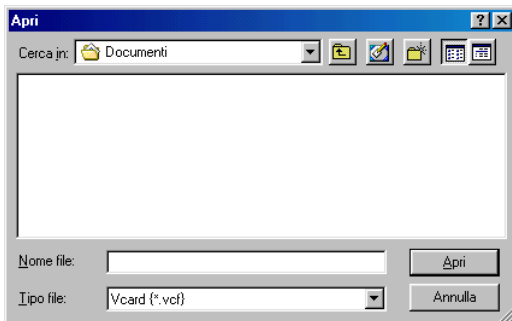 Apri
Cerca in: Documenti
Nome file:
Apri
Tipo file: Vcard {*.vcf}
Annulla